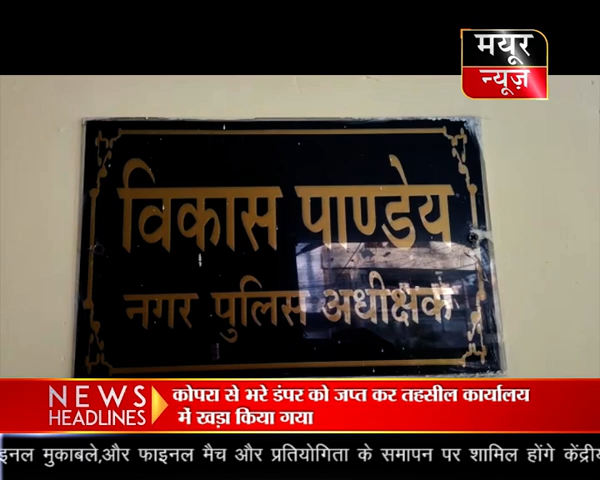 मयूर
न्यूज़
विकास पाण्डेय
नगर पुलिस अधीक्षक
NEWS
HEADLINES
कोपरा से भरे डंपर को जप्त कर तहसील कार्यालय
में खड़ा किया गया
मुकाबले,और फाइनल मैच और प्रतियोगिता के समापन पर शामिल होंगे